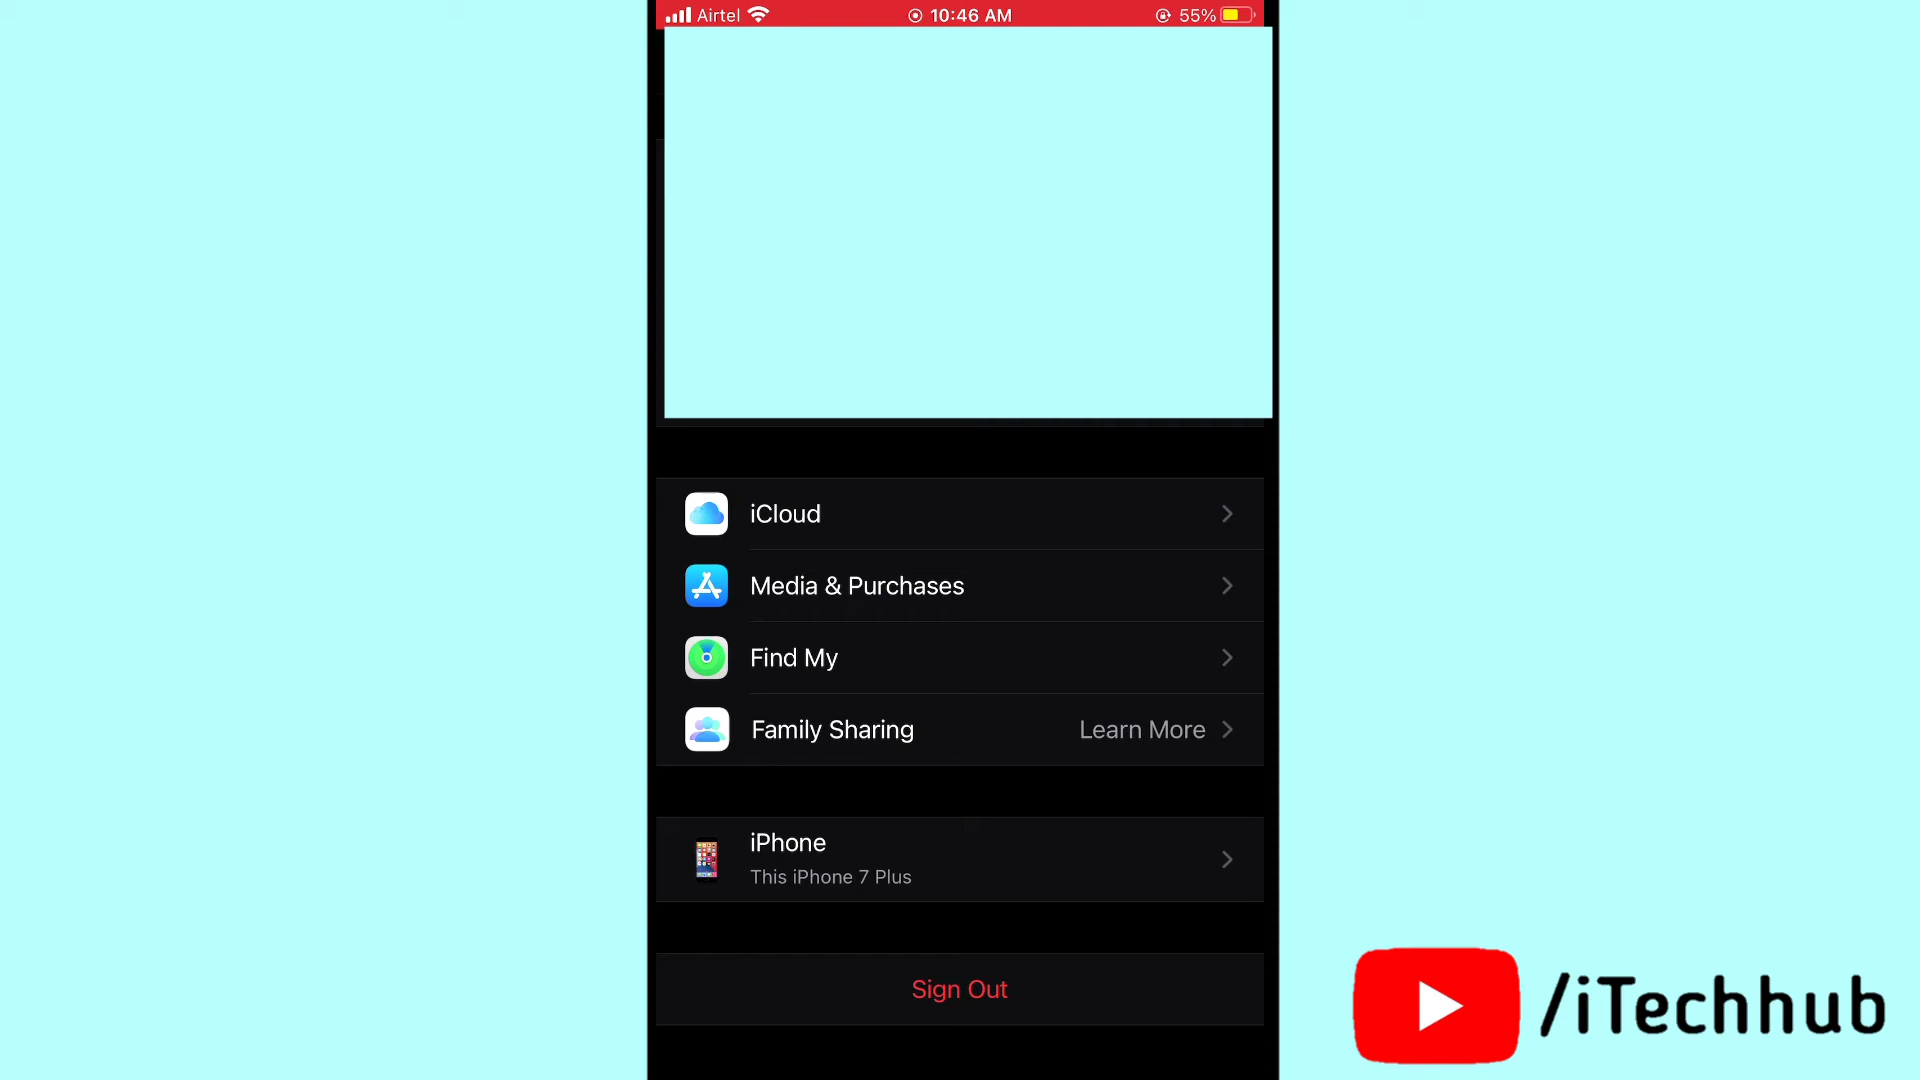 Airtel 10:46 AM 55%
iCloud
Media & Purchases
Find My
Family Sharing Learn More
iPhone
This iPhone 7 Plus
Sign Out
/iTechhub